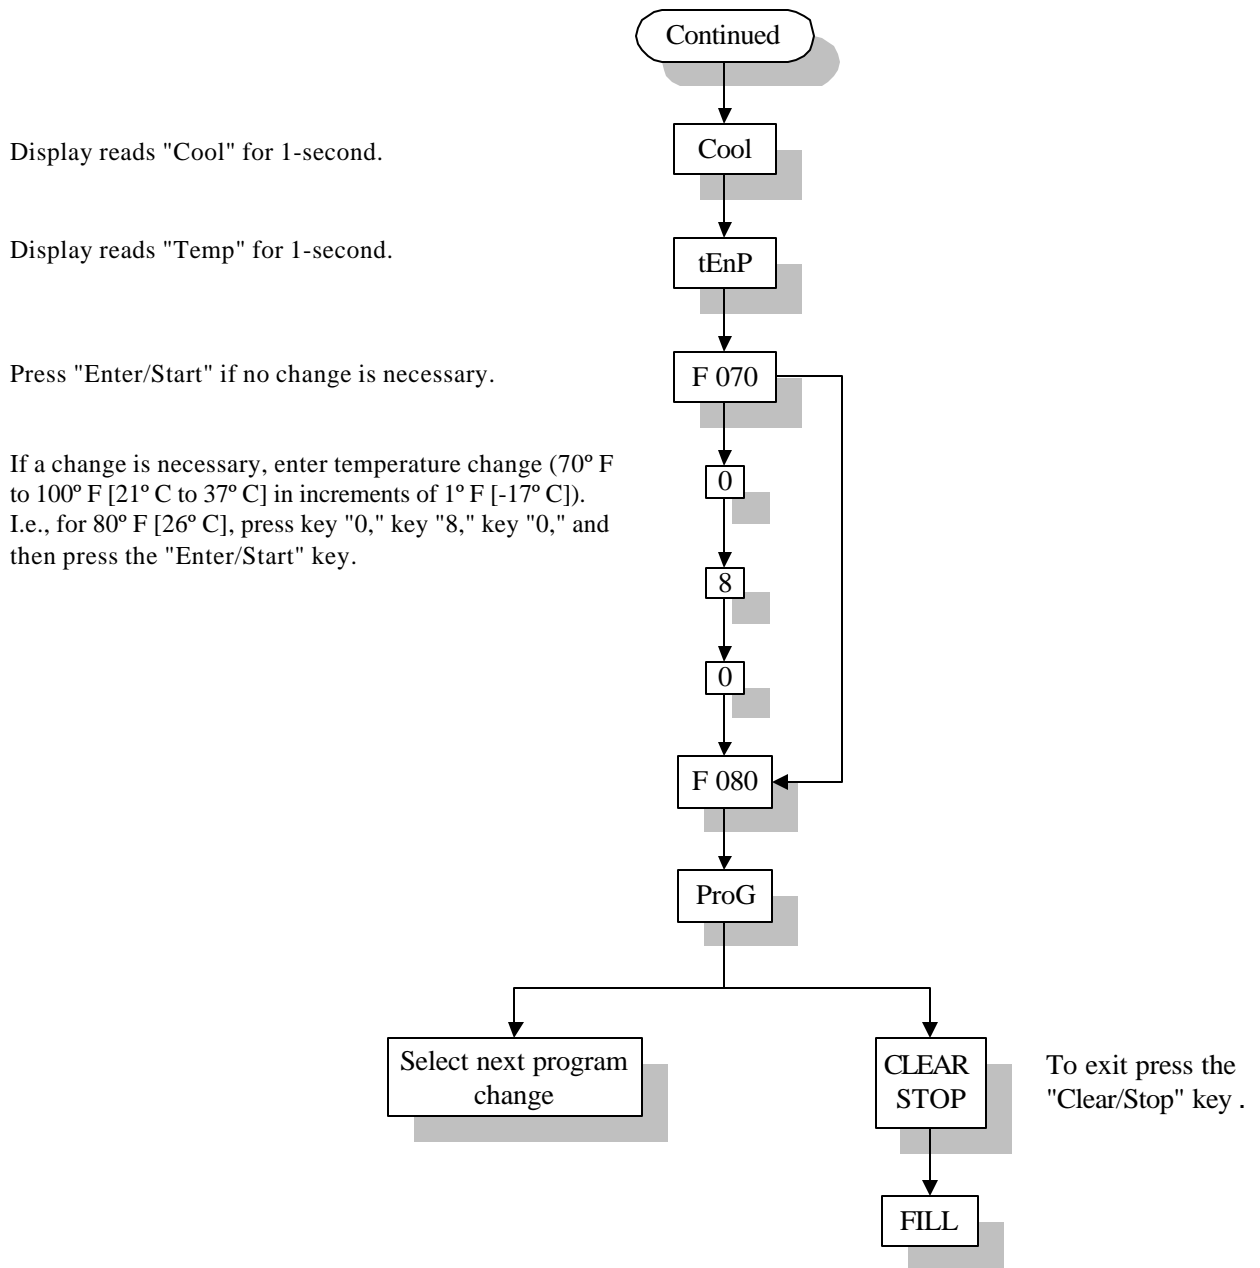 Continued
Display reads "Cool" for 1-second.
Cool
Display reads "Temp" for 1-second.
tEnP
Press "Enter/Start" if no change is necessary.
F 070
If a change is necessary, enter temperature change (70º F
to 100º F [21º C to 37º C] in increments of 1º F [-17º C]).
I.e., for 80º F [26º C], press key "0," key "8," key "0," and
then press the "Enter/Start" key.
0
8
0
F 080
ProG
Select next program
change
CLEAR
STOP
To exit press the
"Clear/Stop" key .
FILL